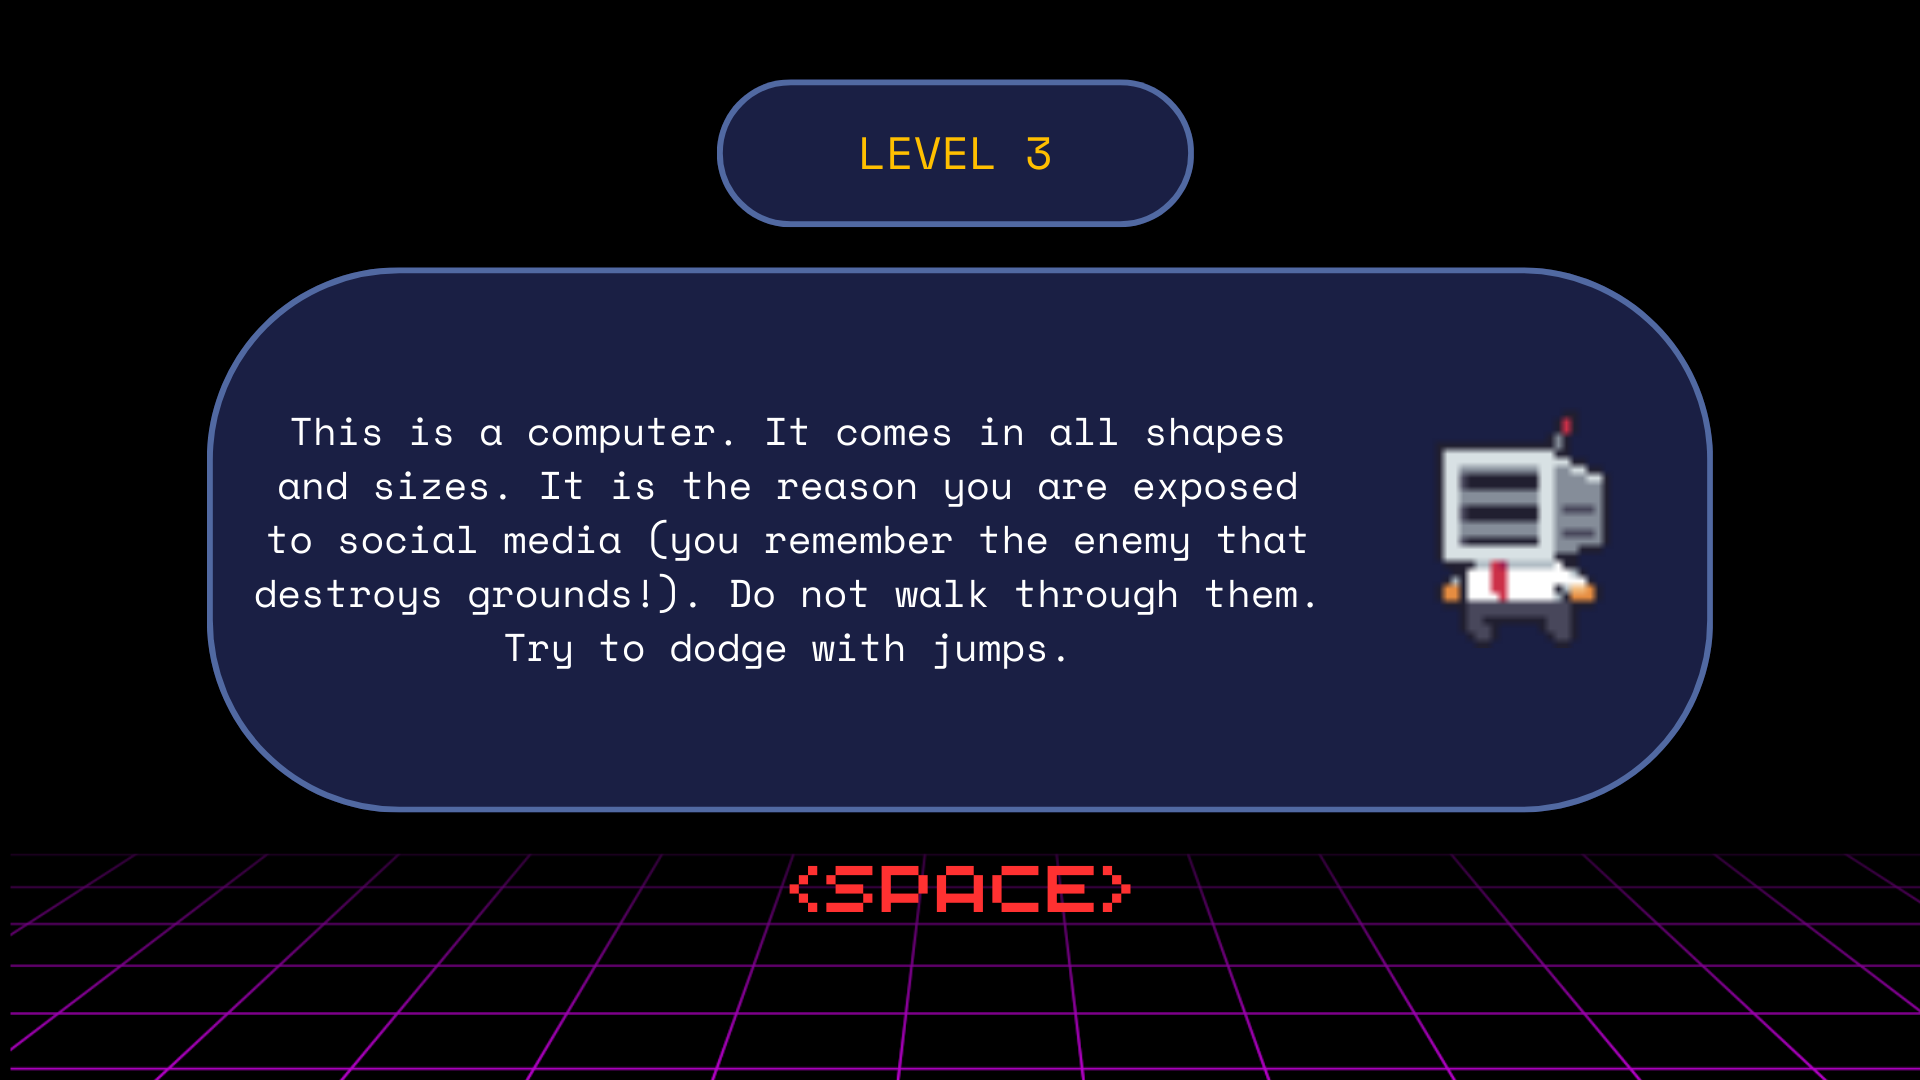 LEVEL 3
This is a computer. It comes in all shapes
and sizes. It is the reason you are exposed
to social media (you remember the enemy that
destroys grounds!). Do not walk through them.
Try to dodge with jumps.
<SPACE>